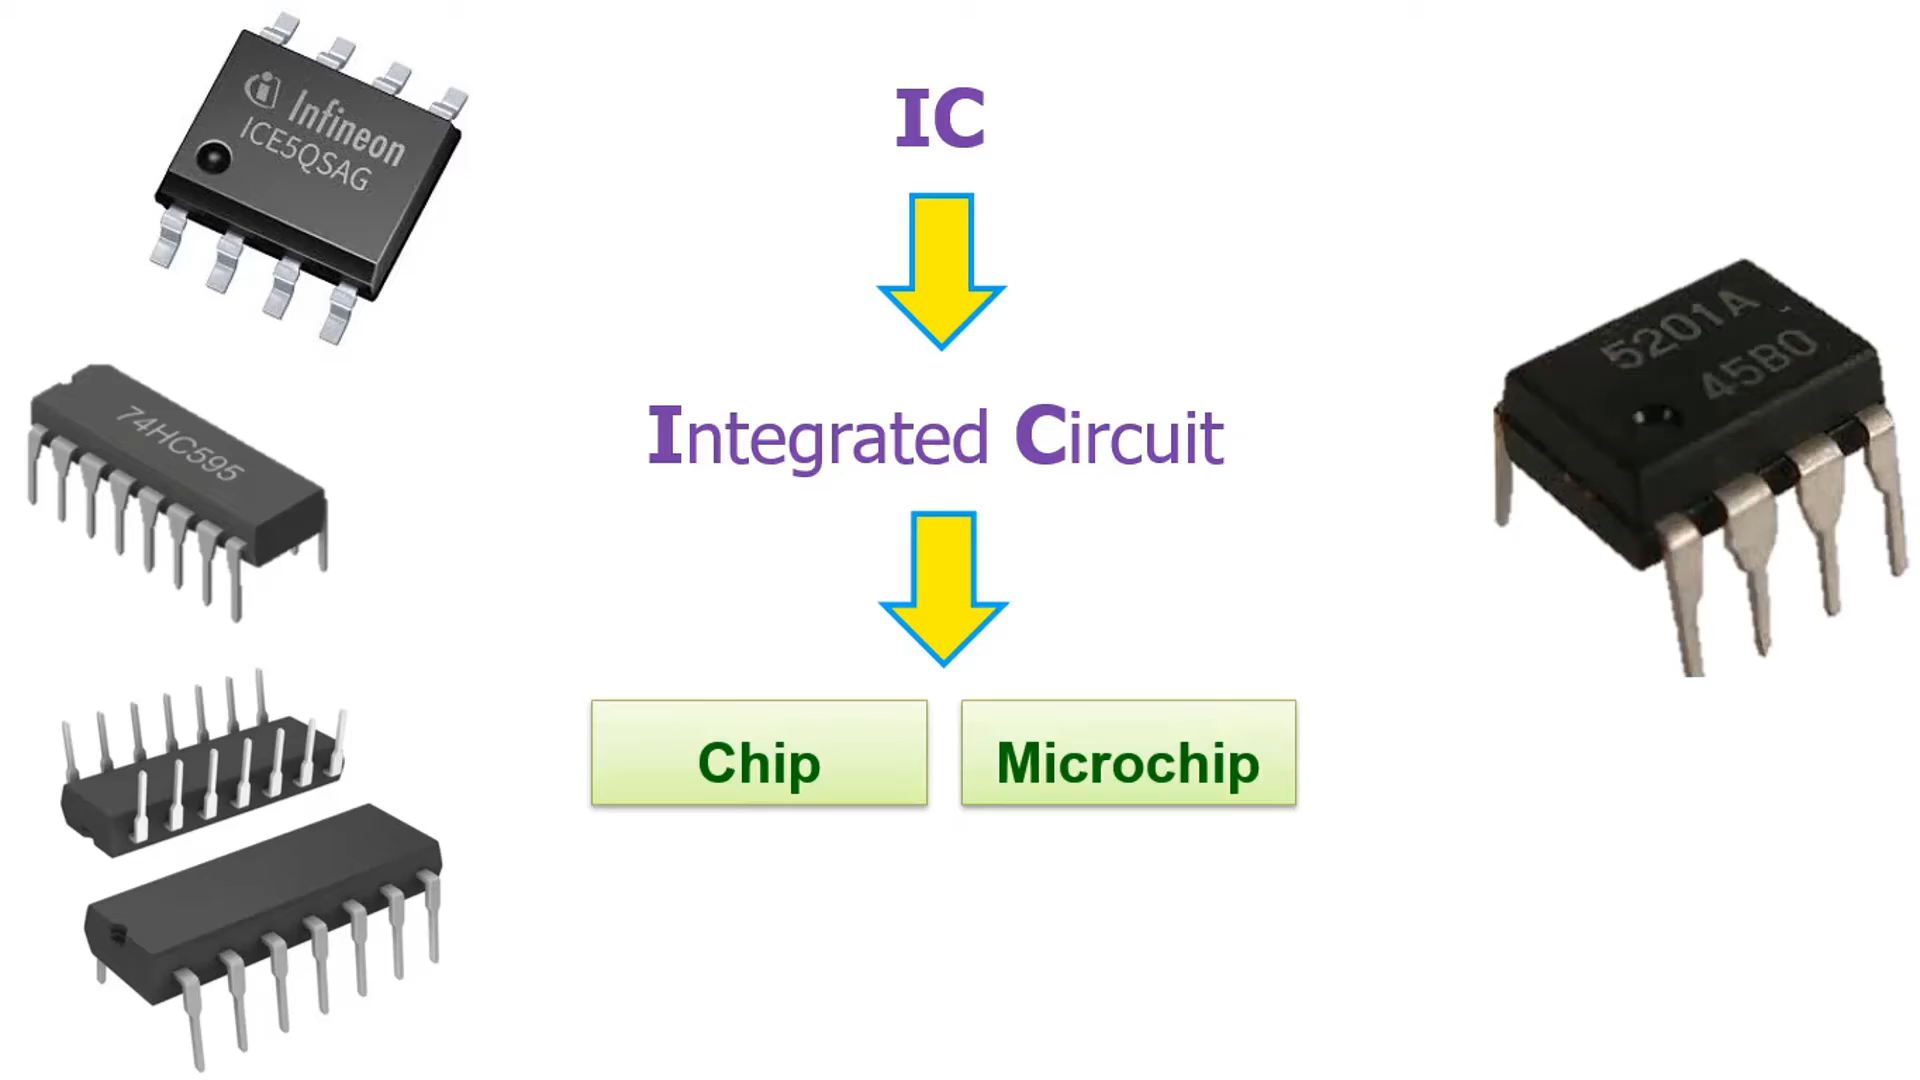 Infineon
ICE5QSAG
74HC595
IC
Integrated Circuit
Chip
Microchip
5201A
45B0